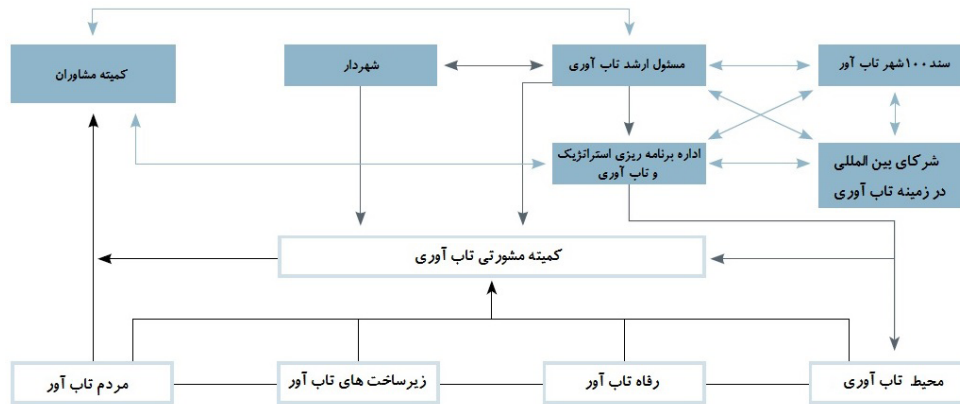 سند ۱۰۰شهر تاب آور
مسئول ارشد تاب آوری
شهردار
کمیته مشاوران
شرکای بین المللی
در زمینه تاب آوری
اداره برنامه ریزی استراتژیک
و تاب آوری
کمیته مشورتی تاب آوری
محیط تاب آوری
رفاه تاب آور
زیرساخت های تاب آور
مردم تاب آور